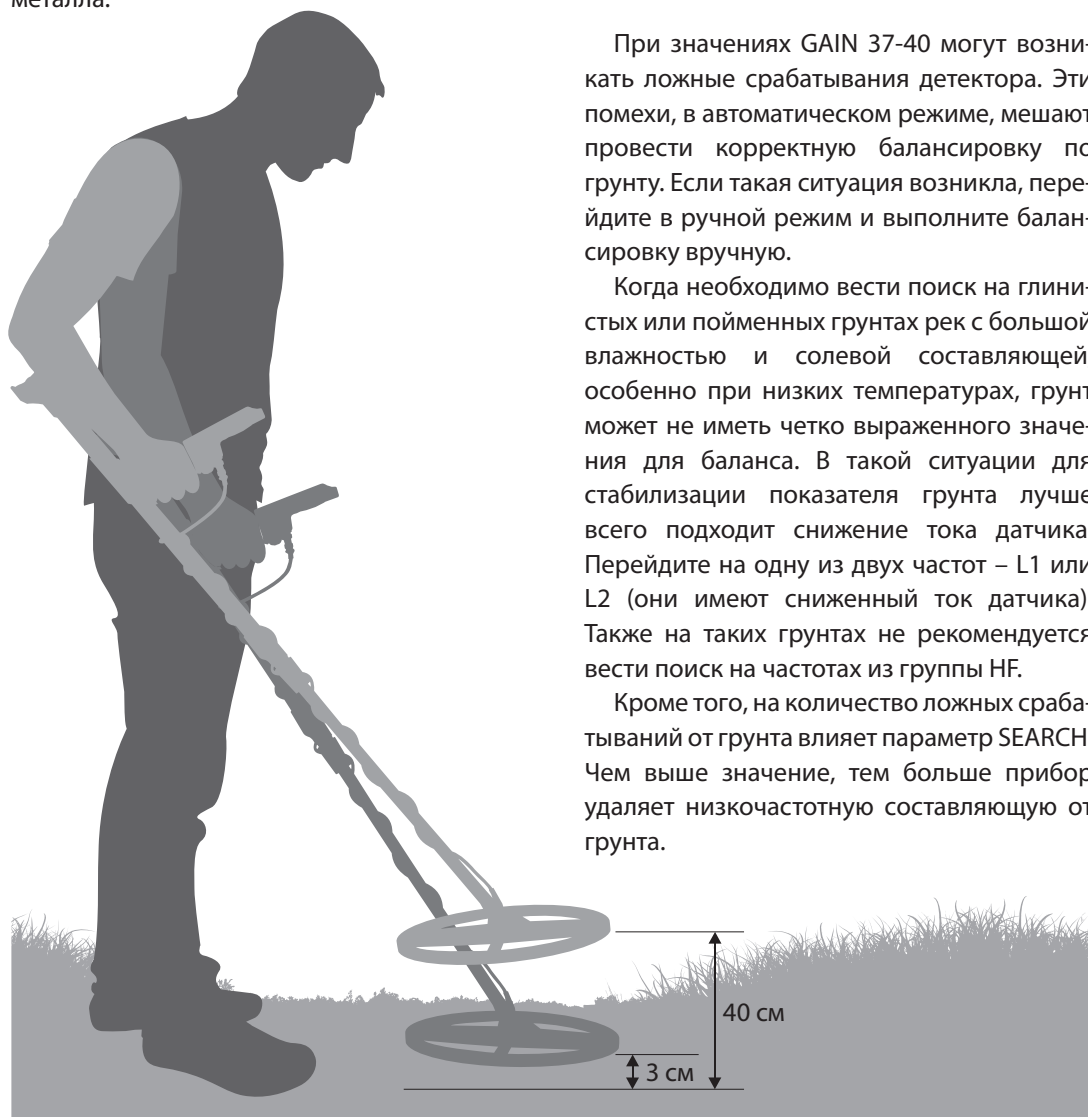 металла.
При значениях GAIN 37-40 могут возни-
кать ложные срабатывания детектора. Эти
помехи, в автоматическом режиме, мешают
провести корректную балансировку по
грунту. Если такая ситуация возникла, пере-
йдите в ручной режим и выполните балан-
сировку вручную.
Когда необходимо вести поиск на глини-
стых или пойменных грунтах рек с большой
влажностью и солевой составляющей
особенно при низких температурах, грунт
может не иметь четко выраженного значе-
ния для баланса. В такой ситуации для
стабилизации показателя грунта лучше
всего подходит снижение тока датчика
Перейдите на одну из двух частот – L1 или
L2 (они имеют сниженный ток датчика)
Также на таких грунтах не рекомендуется
вести поиск на частотах из группы HF.
Кроме того, на количество ложных сраба-
тываний от грунта влияет параметр SEARCH
Чем выше значение, тем больше прибор
удаляет низкочастотную составляющую от
грунта.
40 см
3 см